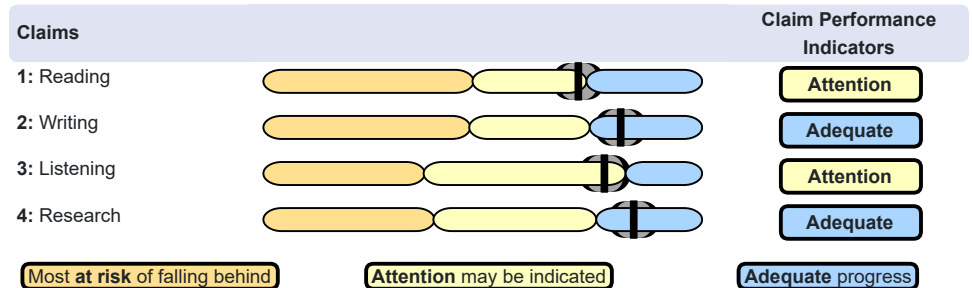 Claims
Claim Performance
Indicators
1: Reading
Attention
2: Writing
Adequate
3: Listening
Attention
4: Research
Adequate
Most at risk of falling behind
Attention may be indicated
Adequate progress